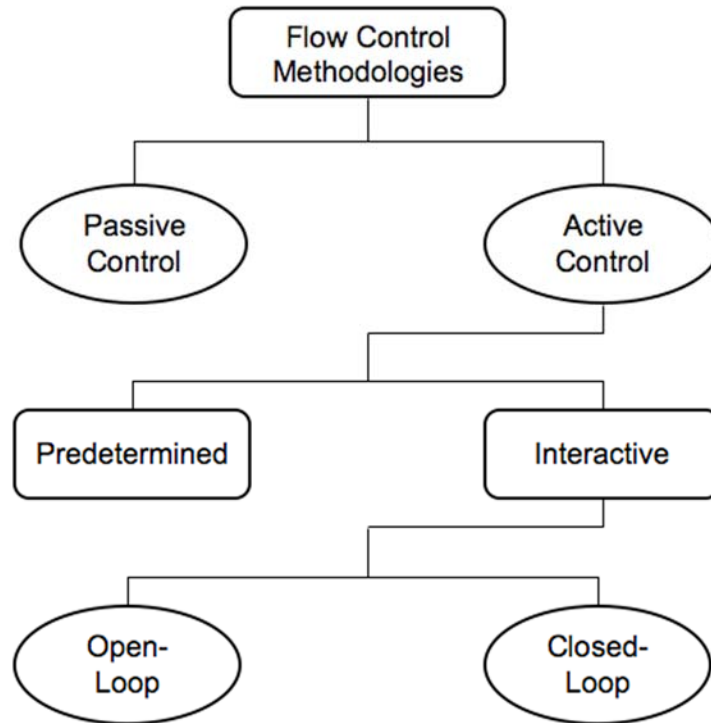 Flow Control
Methodologies
Passive
Control
Active
Control
Predetermined
Interactive
Open-
Loop
Closed-
Loop